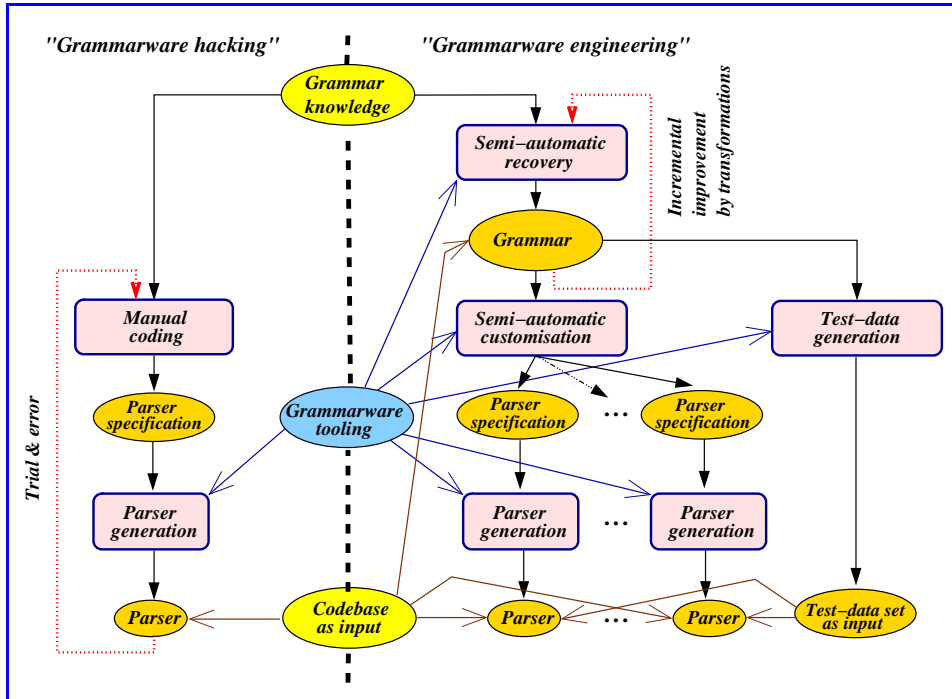 "Grammarware hacking"
"Grammarware engineering"
Grammar
knowledge
Semi−automatic
recovery
Incremental
improvement
by transformations
Grammar
Manual
coding
Semi−automatic
customisation
Test−data
generation
Trial & error
Parser
specification
Grammarware
tooling
Parser
specification
...
Parser
specification
Parser
generation
Parser
generation
...
Parser
generation
Parser
Codebase
as input
Parser
...
Parser
Test−data set
as input